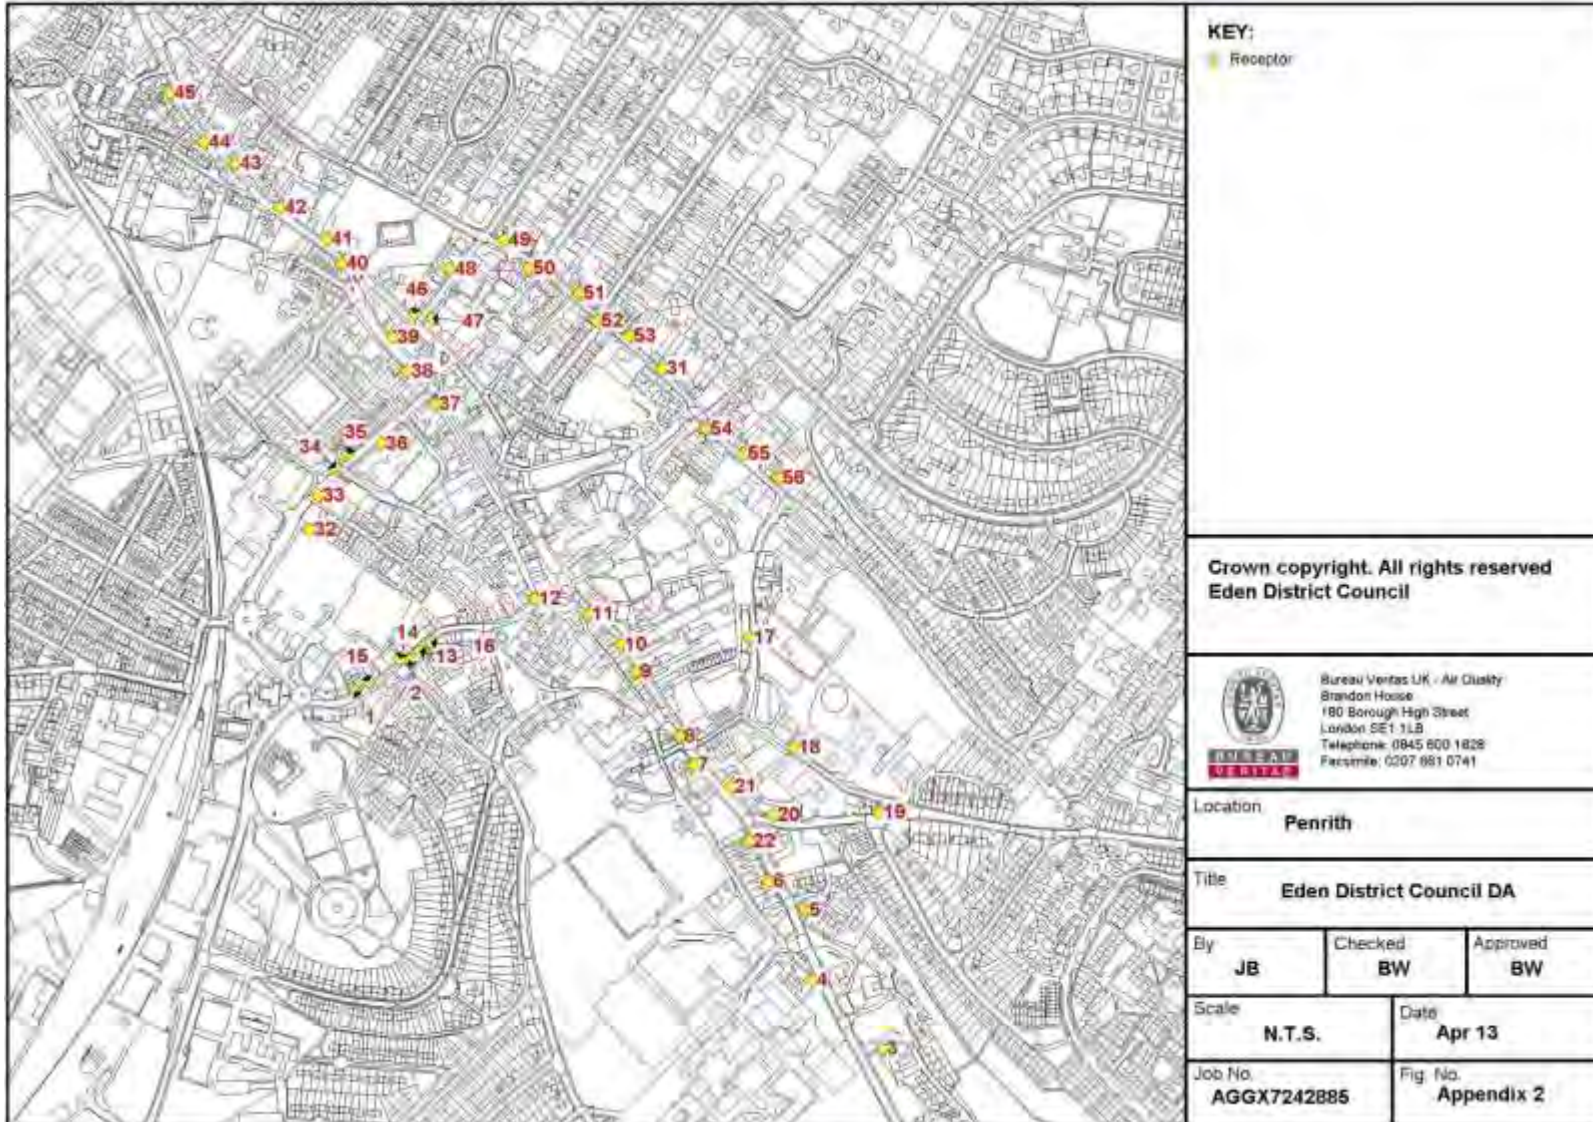 45
44
43
42
41
40
49
48
50
46
51
47
52
53
39
31
38
37
54
35
36
34
55
56
33
32
12
11
14
10
17
13
16
15
9
2
1
8
18
7
21
20
19
22
6
5
4
3
KEY:
Receptor
Crown copyright. All rights reserved
Eden District Council
BUREAU
VERITAS
Bureau Veritas UK - Air Quality
Brandon House
180 Borough High Street
London SE1 1LB
Telephone: 0845 600 1828
Facsimile: 0207 661 0741
Location
Penrith
Title
Eden District Council DA
By
JB
Checked
BW
Approved
BW
Scale
N.T.S.
Date
Apr 13
Job No.
AGGX7242885
Fig. No.
Appendix 2